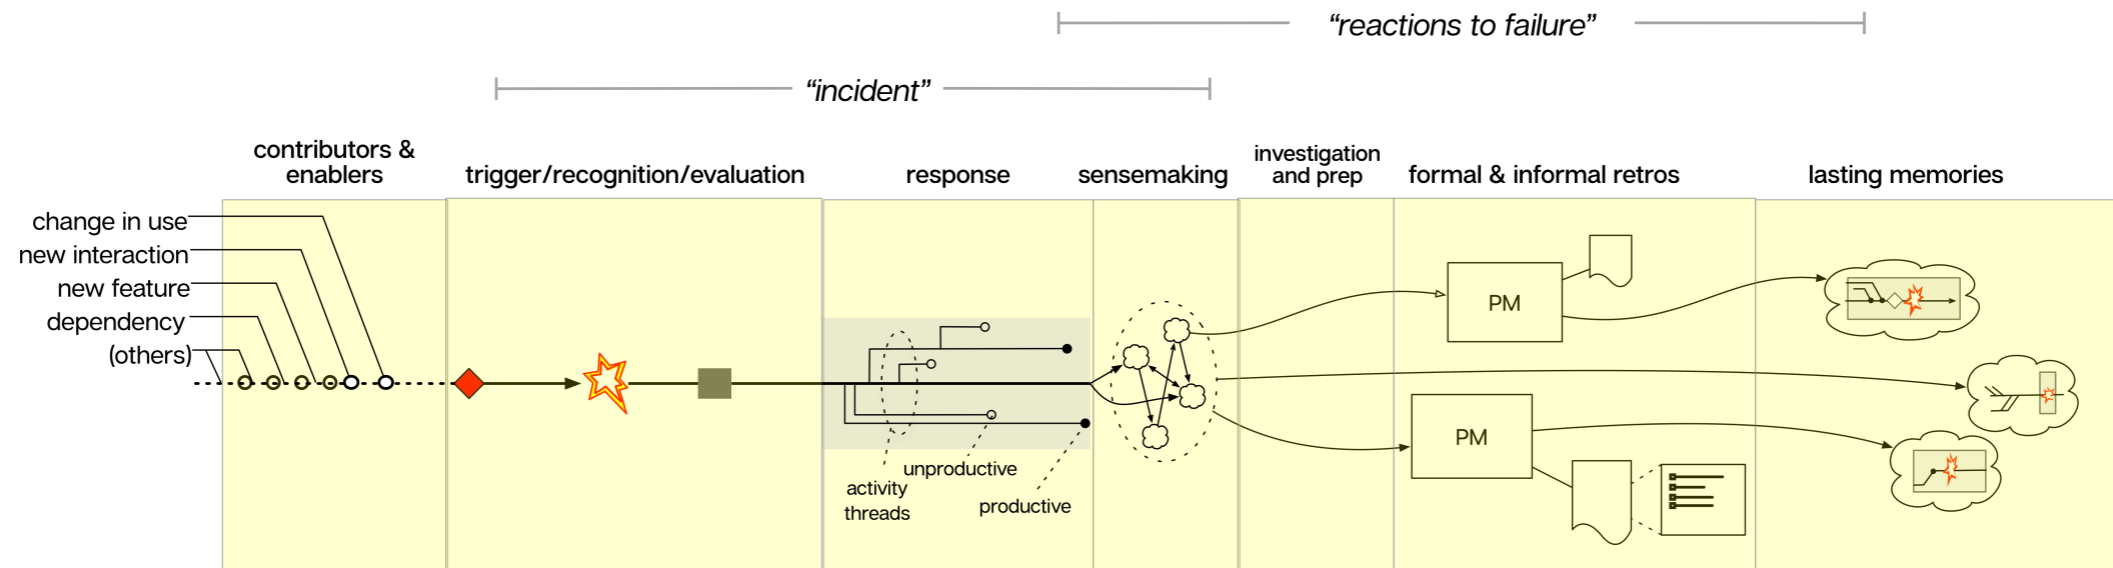 “reactions to failure”
“incident”
contributors &
enablers
trigger/recognition/evaluation
response
sensemaking
investigation
and prep
formal & informal retros
lasting memories
change in use
new interaction
new feature
dependency
(others)
activity
threads
unproductive
productive
PM
PM